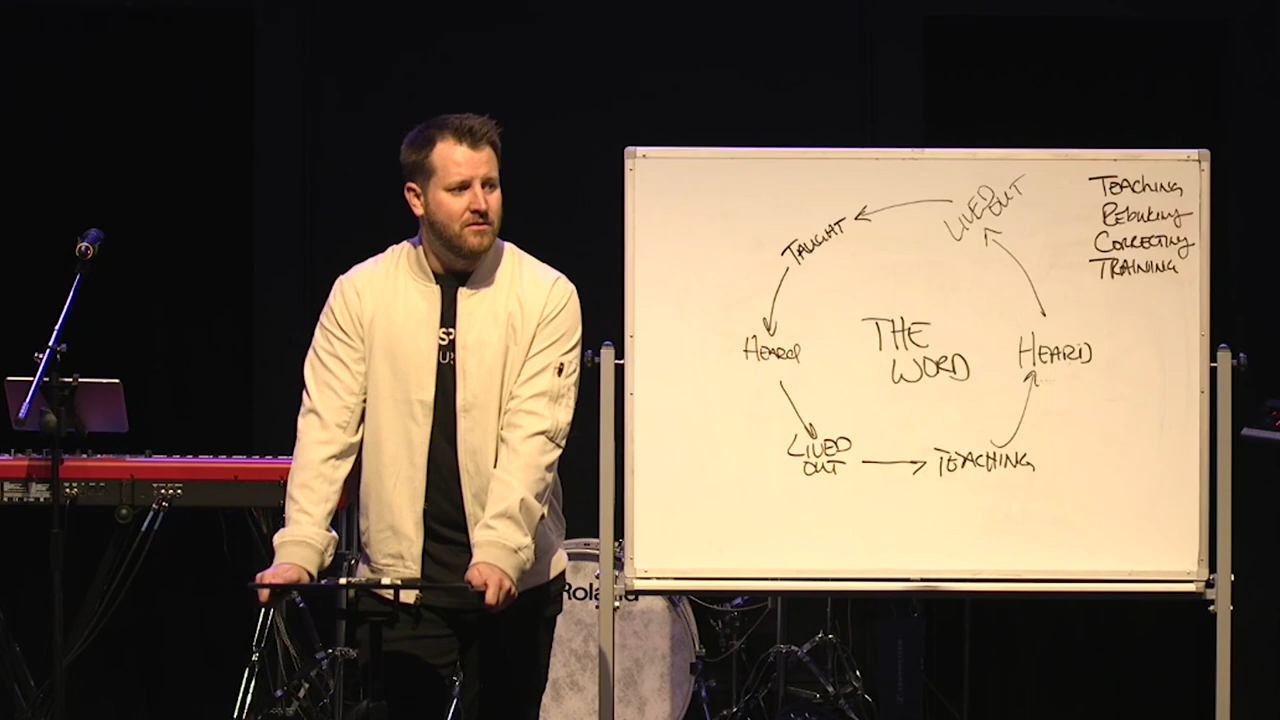 TEACHING
REBUKING
CORRECTING
TRAINING
LIVED
OUT
TAUGHT
THE
WORD
HEARD
HEARD
LIVED
OUT
TEACHING
Roland